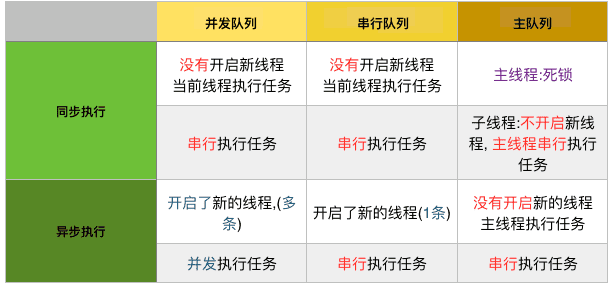 并发队列 串行队列 主队列
同步执行
没有开启新线程
当前线程执行任务
没有开启新线程
当前线程执行任务
主线程:死锁
串行执行任务
串行执行任务
子线程:不开启新线
程, 主线程串行执行
任务
异步执行
开启了新的线程,(多
条)
开启了新的线程(1条)
没有开启新的线程
主线程执行任务
并发执行任务
串行执行任务
串行执行任务